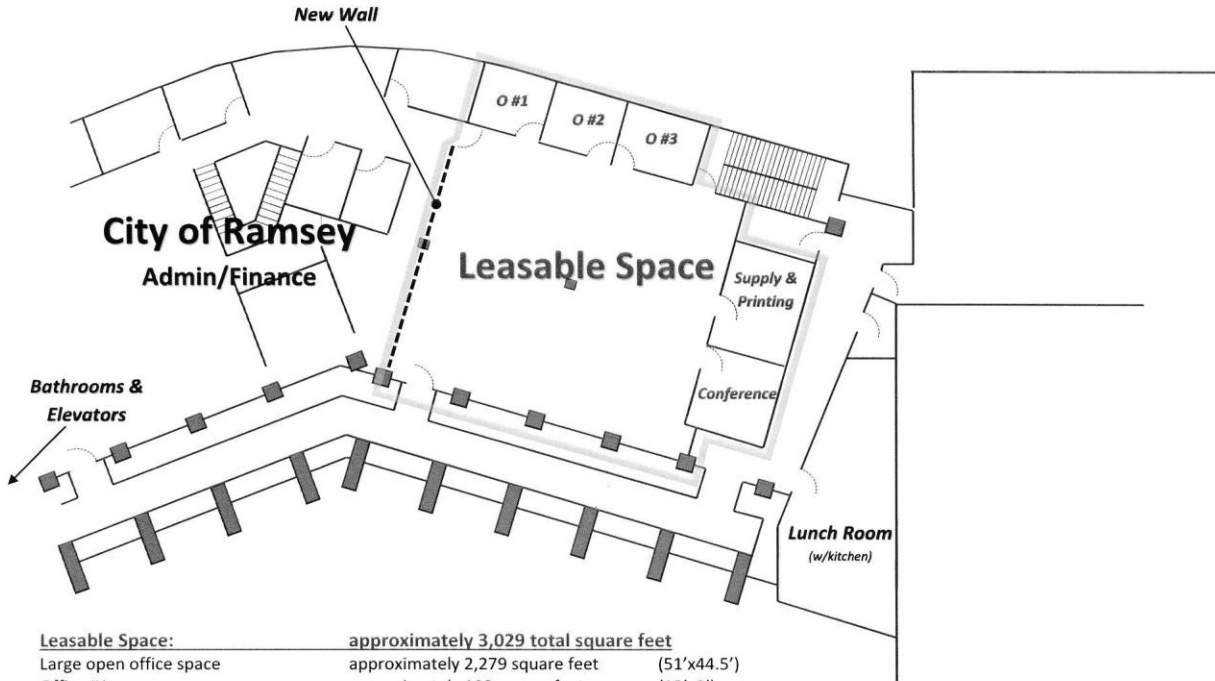 New Wall
O #1
O #2
O #3
City of Ramsey
Admin/Finance
Leasable Space
Supply &
Printing
Conference
Bathrooms &
Elevators
Lunch Room
(w/kitchen)
Leasable Space: approximately 3,029 total square feet
Large open office space approximately 2,279 square feet (51'x44.5')